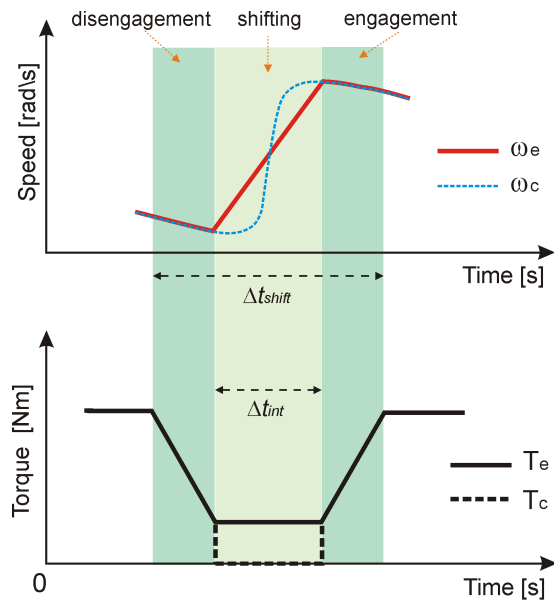 disengagement shifting engagement
Speed [rad\s]
ωe
ωc
Time [s]
Δtshift
Torque [Nm]
Δtint
Te
Tc
0
Time [s]